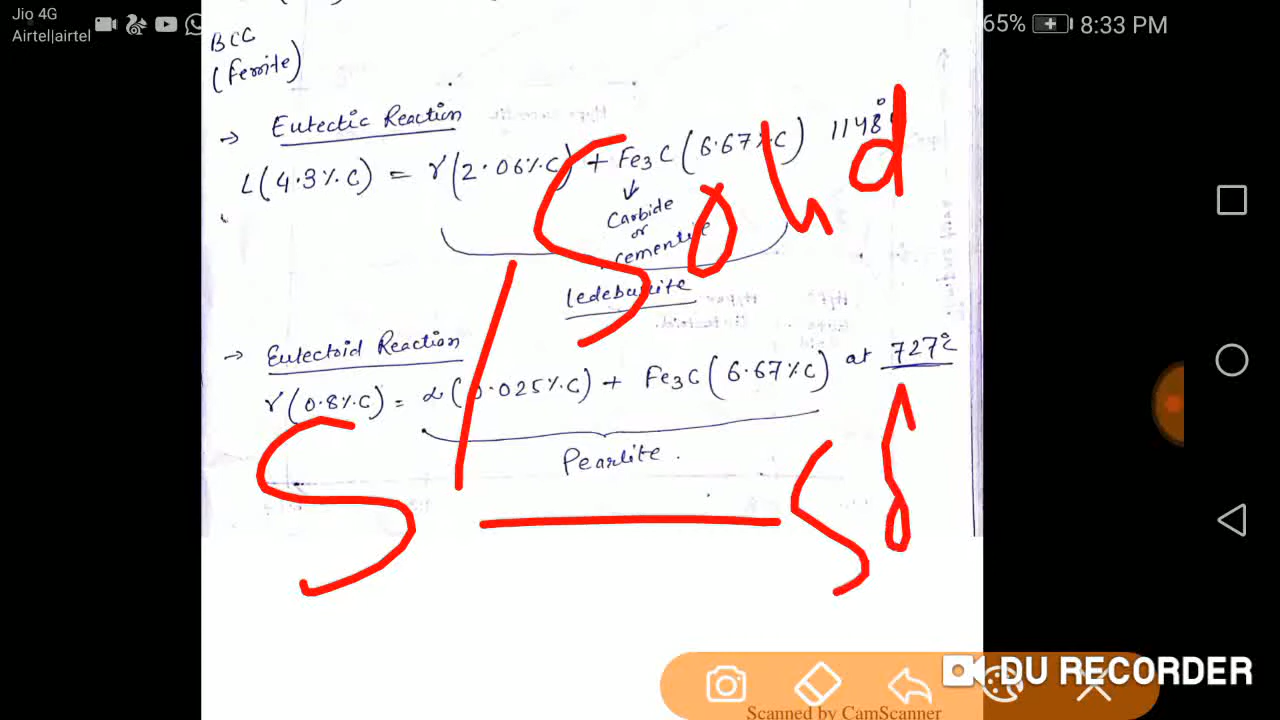 Jio 4G
Airtel|airtel
65%
8:33 PM
BCC
(Ferrite)
→ Eutectic Reaction
L(4.3%C) = γ(2.06%C) + Fe₃C(6.67%C) 1148°
↓
Carbide
or
cementite
ledeburite
→ Eutectoid Reaction
γ(0.8%C) = α(0.025%C) + Fe₃C(6.67%C) at 727°C
Pearlite.
DU RECORDER
Scanned by CamScanner